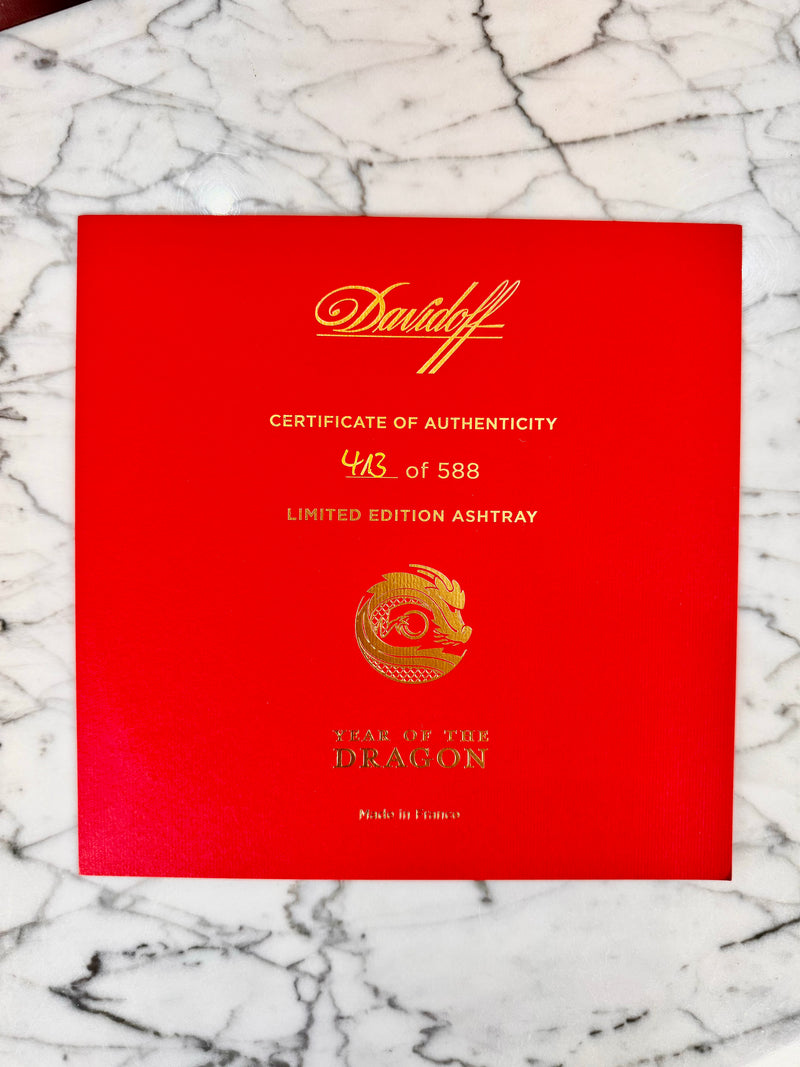 Davidoff
CERTIFICATE OF AUTHENTICITY
413 of 588
LIMITED EDITION ASHTRAY
YEAR OF THE
DRAGON
Made in France